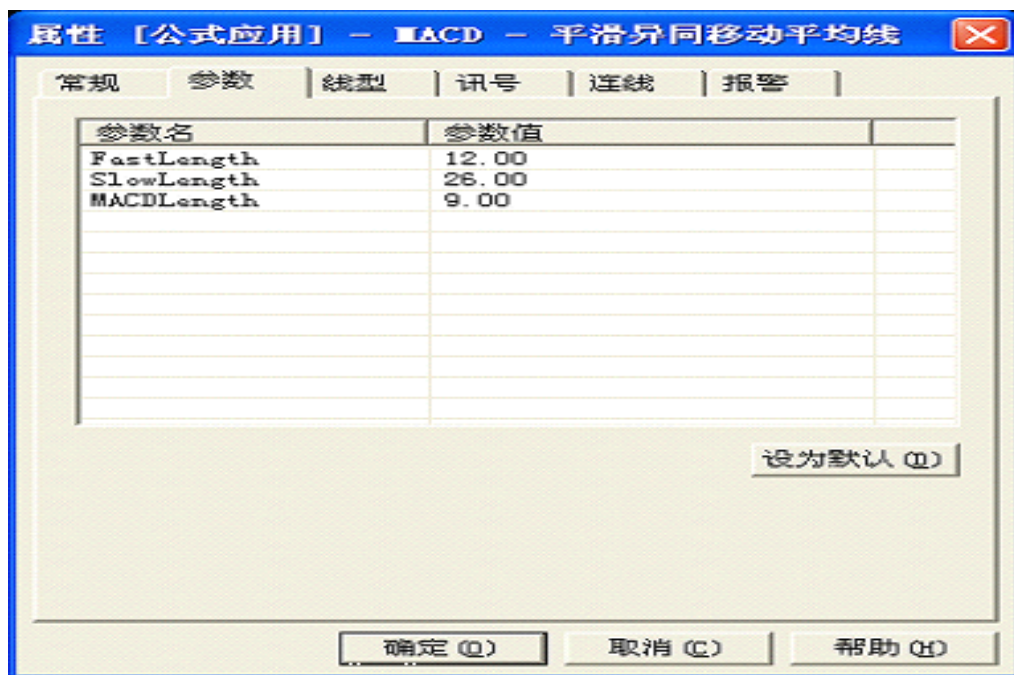 属性 [公式应用] - MACD - 平滑异同移动平均线
常规 参数 线型 讯号 连线 报警
参数名 参数值
FastLength 12.00
SlowLength 26.00
MACDLength 9.00
设为默认(D)
确定(O) 取消(C) 帮助(H)